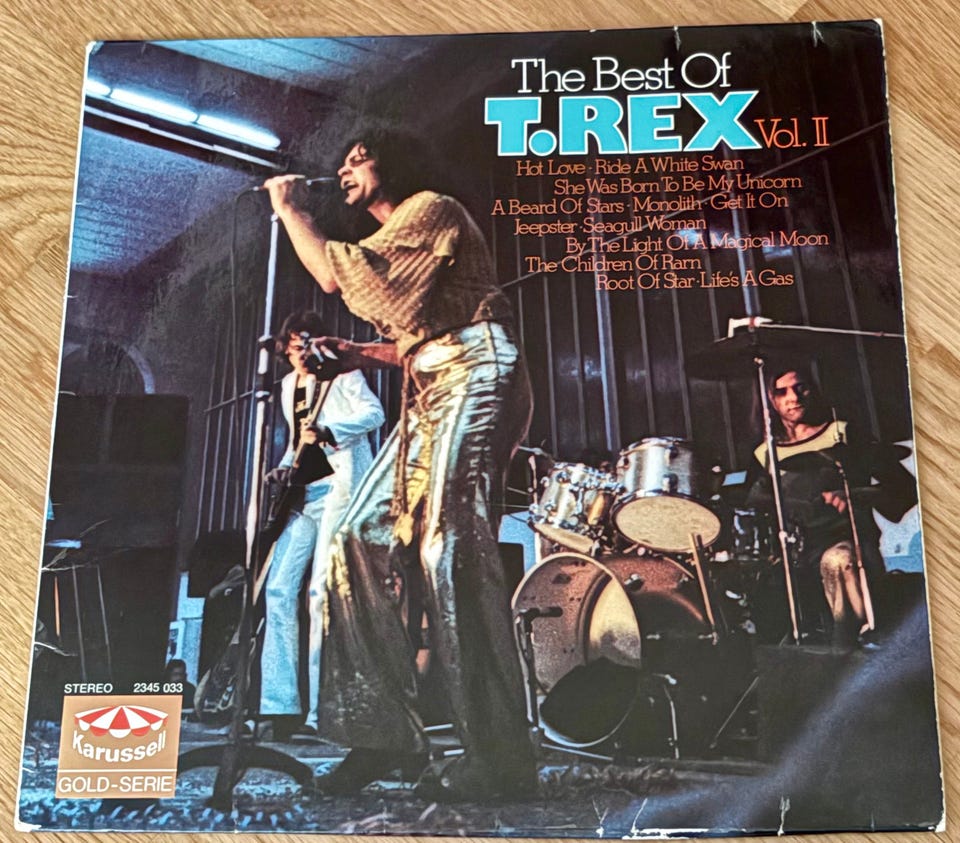 The Best Of
T.REX Vol. II
Hot Love · Ride A White Swan
She Was Born To Be My Unicorn
A Beard Of Stars · Monolith · Get It On
Jeepster · Seagull Woman
By The Light Of A Magical Moon
The Children Of Rarn
Root Of Star · Life's A Gas
STEREO 2345 033
Karussell
GOLD-SERIE